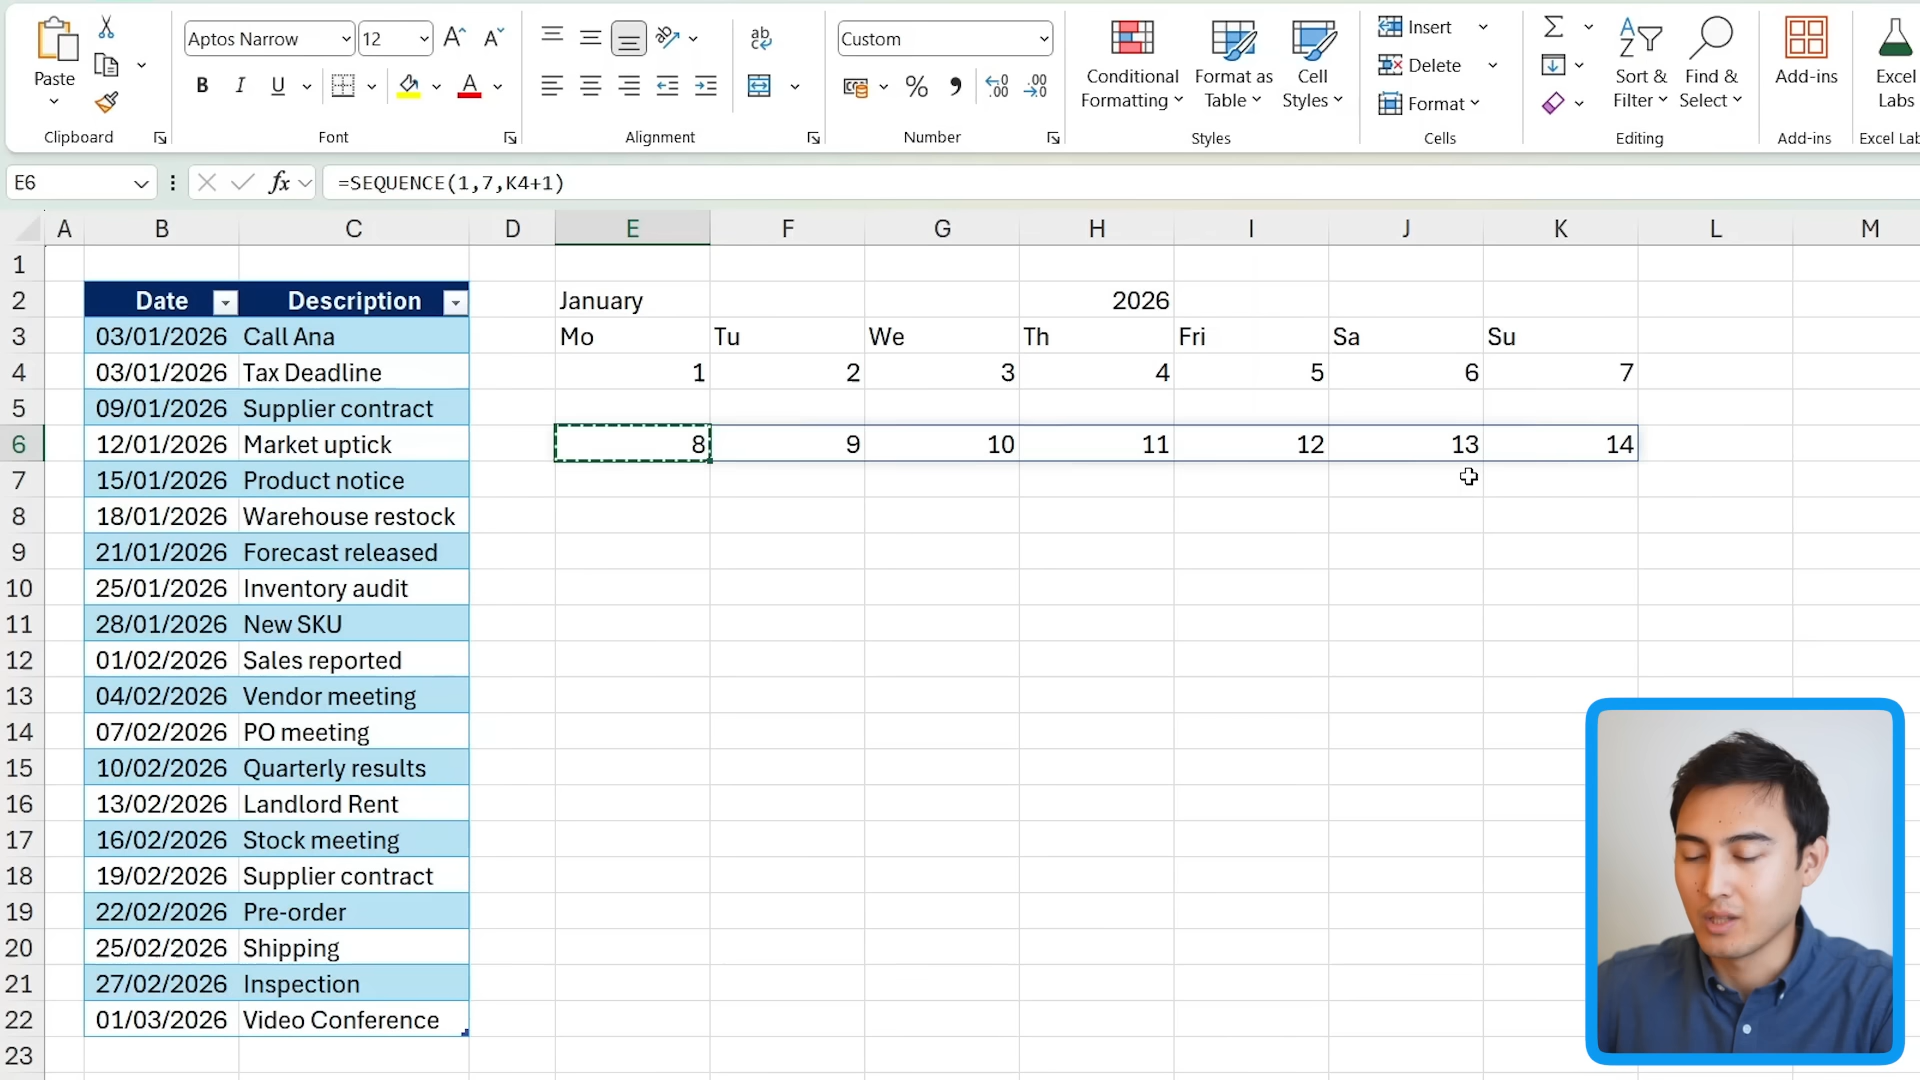 Paste
Clipboard
Aptos Narrow
12
B I U
Font
Alignment
Custom
Number
Conditional Formatting
Format as Table
Cell Styles
Styles
Insert
Delete
Format
Cells
Sort & Filter
Find & Select
Editing
Add-ins
Add-ins
Excel Labs
Excel Lab
E6
fx
=SEQUENCE(1,7,K4+1)
A B C D E F G H I J K L M
1
2 Date Description January 2026
3 03/01/2026 Call Ana Mo Tu We Th Fri Sa Su
4 03/01/2026 Tax Deadline 1 2 3 4 5 6 7
5 09/01/2026 Supplier contract
6 12/01/2026 Market uptick 8 9 10 11 12 13 14
7 15/01/2026 Product notice
8 18/01/2026 Warehouse restock
9 21/01/2026 Forecast released
10 25/01/2026 Inventory audit
11 28/01/2026 New SKU
12 01/02/2026 Sales reported
13 04/02/2026 Vendor meeting
14 07/02/2026 PO meeting
15 10/02/2026 Quarterly results
16 13/02/2026 Landlord Rent
17 16/02/2026 Stock meeting
18 19/02/2026 Supplier contract
19 22/02/2026 Pre-order
20 25/02/2026 Shipping
21 27/02/2026 Inspection
22 01/03/2026 Video Conference
23